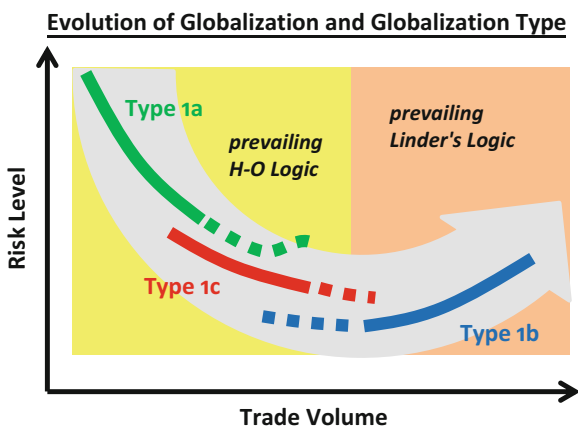 Evolution of Globalization and Globalization Type
Type 1a
prevailing
H-O Logic
prevailing
Linder's Logic
Risk Level
Type 1c
Type 1b
Trade Volume